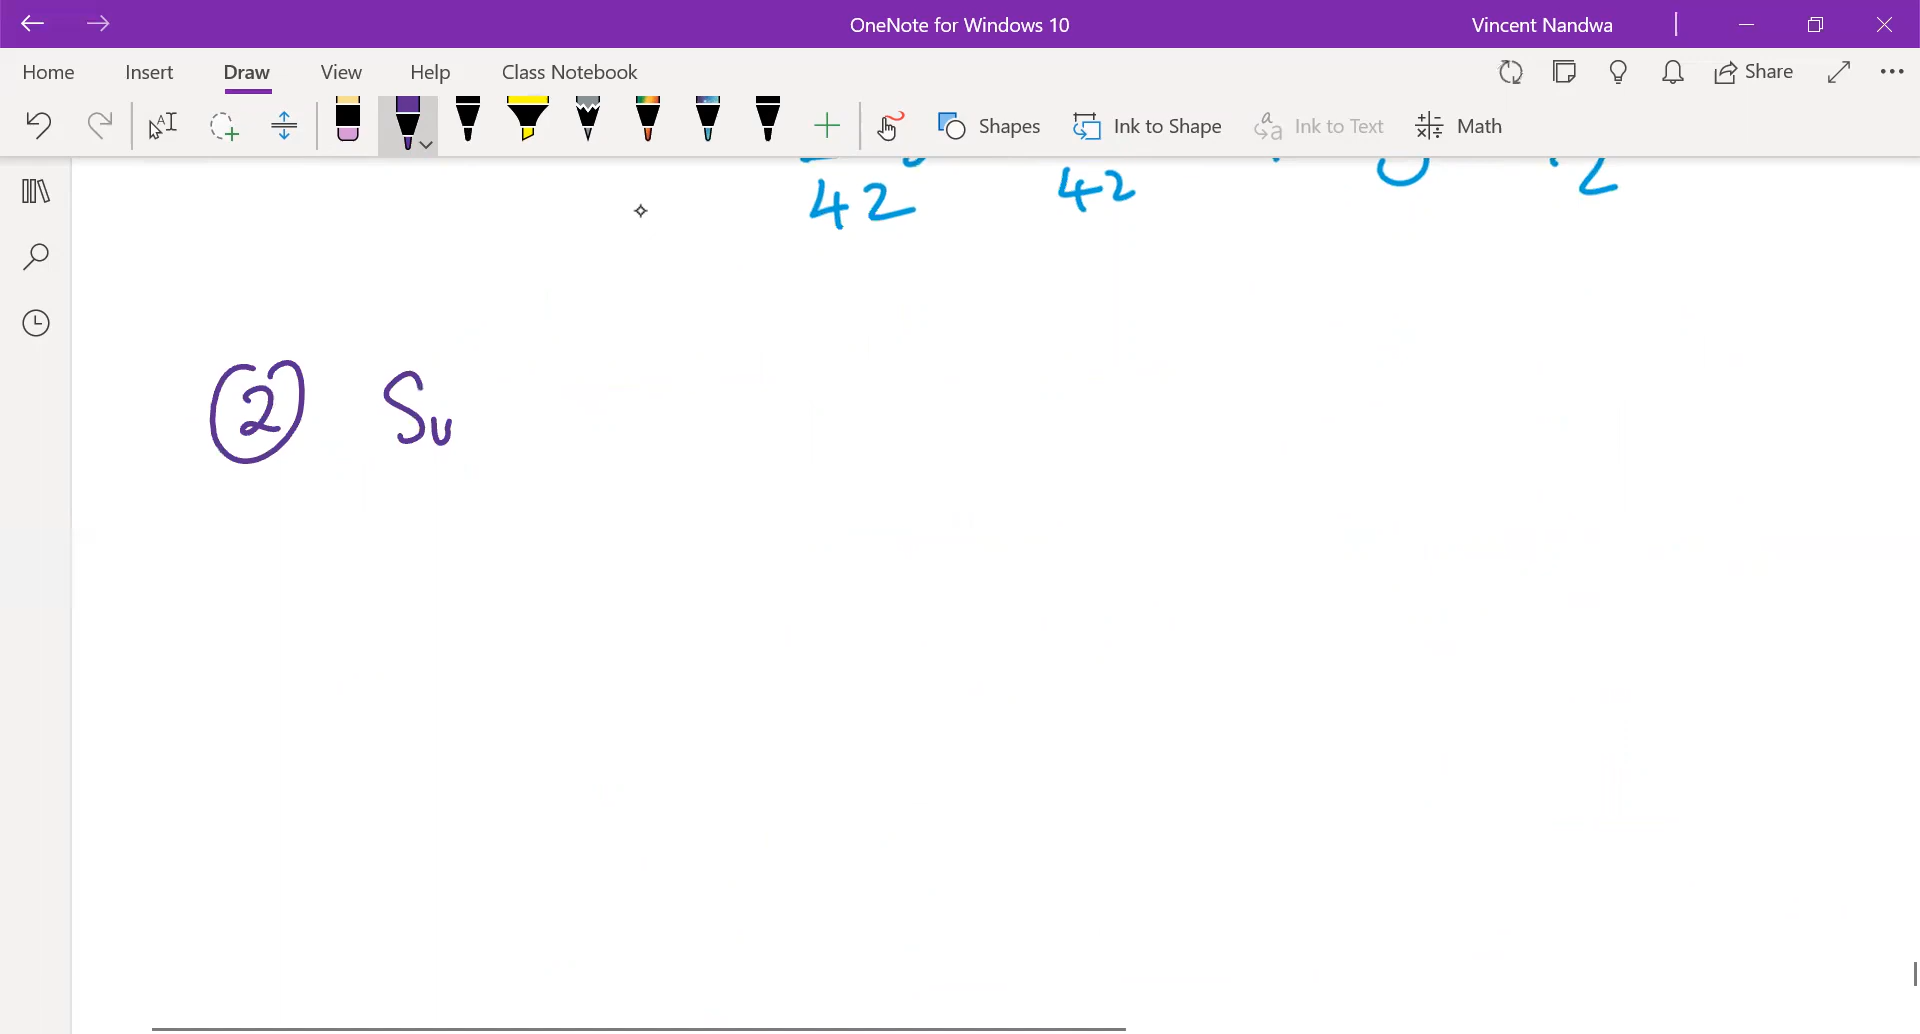 OneNote for Windows 10 Vincent Nandwa
Home Insert Draw View Help Class Notebook Share
Shapes Ink to Shape Ink to Text Math
42 42 2
2 Su